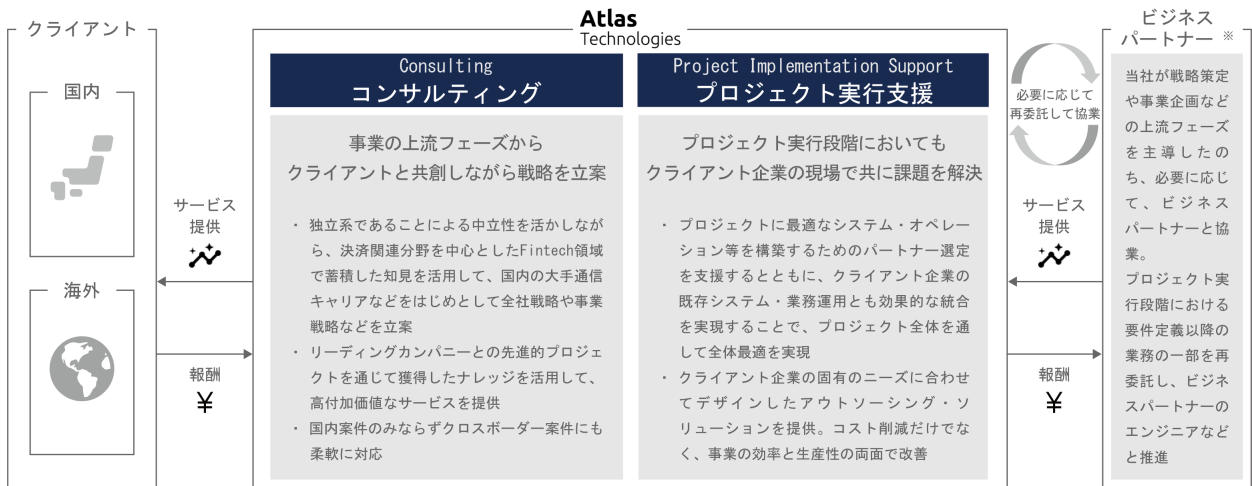 クライアント
国内
海外
サービス
提供
報酬
¥
Atlas
Technologies
Consulting
コンサルティング
事業の上流フェーズから
クライアントと共創しながら戦略を立案
・ 独立系であることによる中立性を活かしなが
ら、決済関連分野を中心としたFintech領域
で蓄積した知見を活用して、国内の大手通信
キャリアなどをはじめとして全社戦略や事業
戦略などを立案
・ リーディングカンパニーとの先進的プロジェ
クトを通じて獲得したナレッジを活用して、
高付加価値なサービスを提供
・ 国内案件のみならずクロスボーダー案件にも
柔軟に対応
Project Implementation Support
プロジェクト実行支援
プロジェクト実行段階においても
クライアント企業の現場で共に課題を解決
・ プロジェクトに最適なシステム・オペレー
ション等を構築するためのパートナー選定
を支援するとともに、クライアント企業の
既存システム・業務運用とも効果的な統合
を実現することで、プロジェクト全体を通
して全体最適を実現
・ クライアント企業の固有のニーズに合わせ
てデザインしたアウトソーシング・ソ
リューションを提供。コスト削減だけでな
く、事業の効率と生産性の両面で改善
必要に応じて
再委託して協業
サービス
提供
報酬
¥
ビジネス
パートナー ※
当社が戦略策定
や事業企画など
の上流フェーズ
を主導したの
ち、必要に応じ
て、ビジネス
パートナーと協
業。
プロジェクト実
行段階における
要件定義以降の
業務の一部を再
委託し、ビジネ
スパートナーの
エンジニアなど
と推進